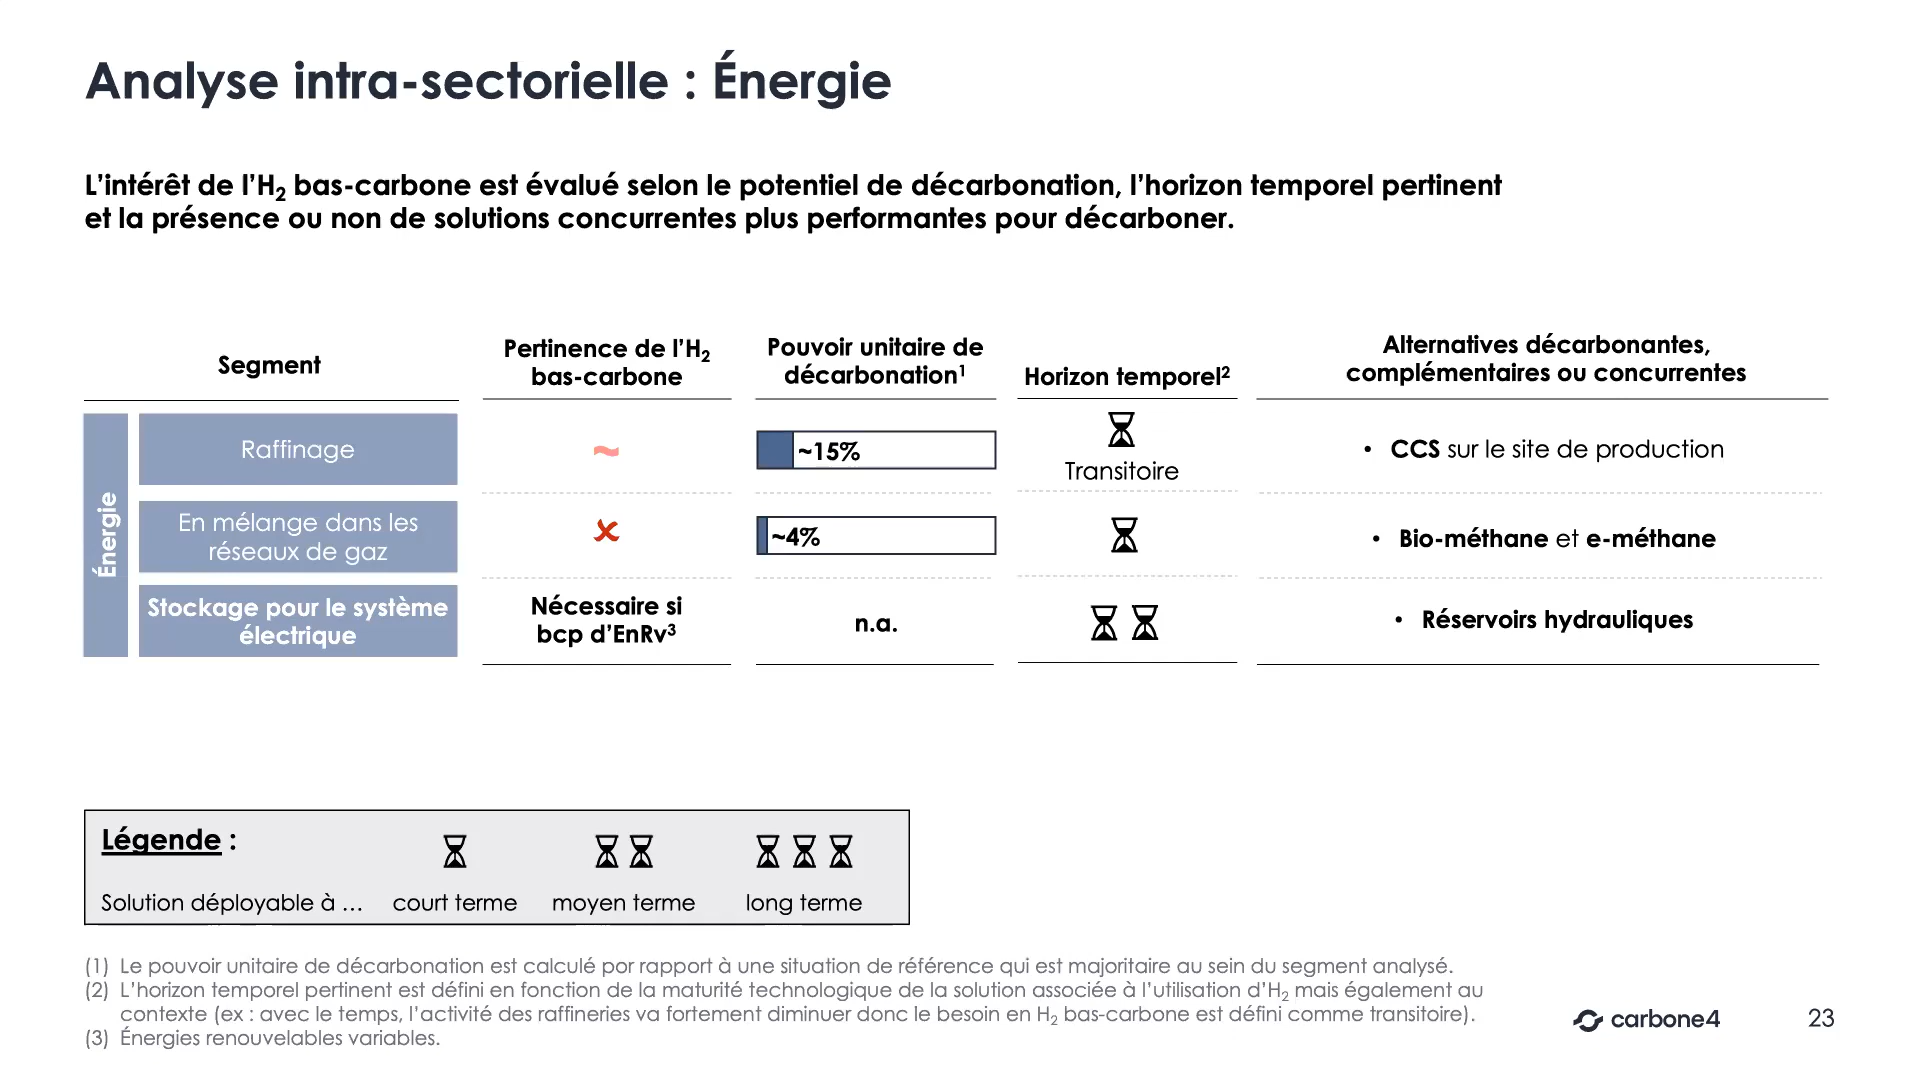 Analyse intra-sectorielle : Énergie
L’intérêt de l’H₂ bas-carbone est évalué selon le potentiel de décarbonation, l’horizon temporel pertinent
et la présence ou non de solutions concurrentes plus performantes pour décarboner.
Segment
Pertinence de l’H₂
bas-carbone
Pouvoir unitaire de
décarbonation¹
Horizon temporel²
Alternatives décarbonantes,
complémentaires ou concurrentes
Énergie
Raffinage
~
~15%
Transitoire
• CCS sur le site de production
En mélange dans les
réseaux de gaz
✘
~4%
• Bio-méthane et e-méthane
Stockage pour le système
électrique
Nécessaire si
bcp d’EnRv³
n.a.
• Réservoirs hydrauliques
Légende :
Solution déployable à … court terme moyen terme long terme
(1) Le pouvoir unitaire de décarbonation est calculé par rapport à une situation de référence qui est majoritaire au sein du segment analysé.
(2) L’horizon temporel pertinent est défini en fonction de la maturité technologique de la solution associée à l’utilisation d’H₂ mais également au
contexte (ex : avec le temps, l’activité des raffineries va fortement diminuer donc le besoin en H₂ bas-carbone est défini comme transitoire).
(3) Énergies renouvelables variables.
carbone4
23